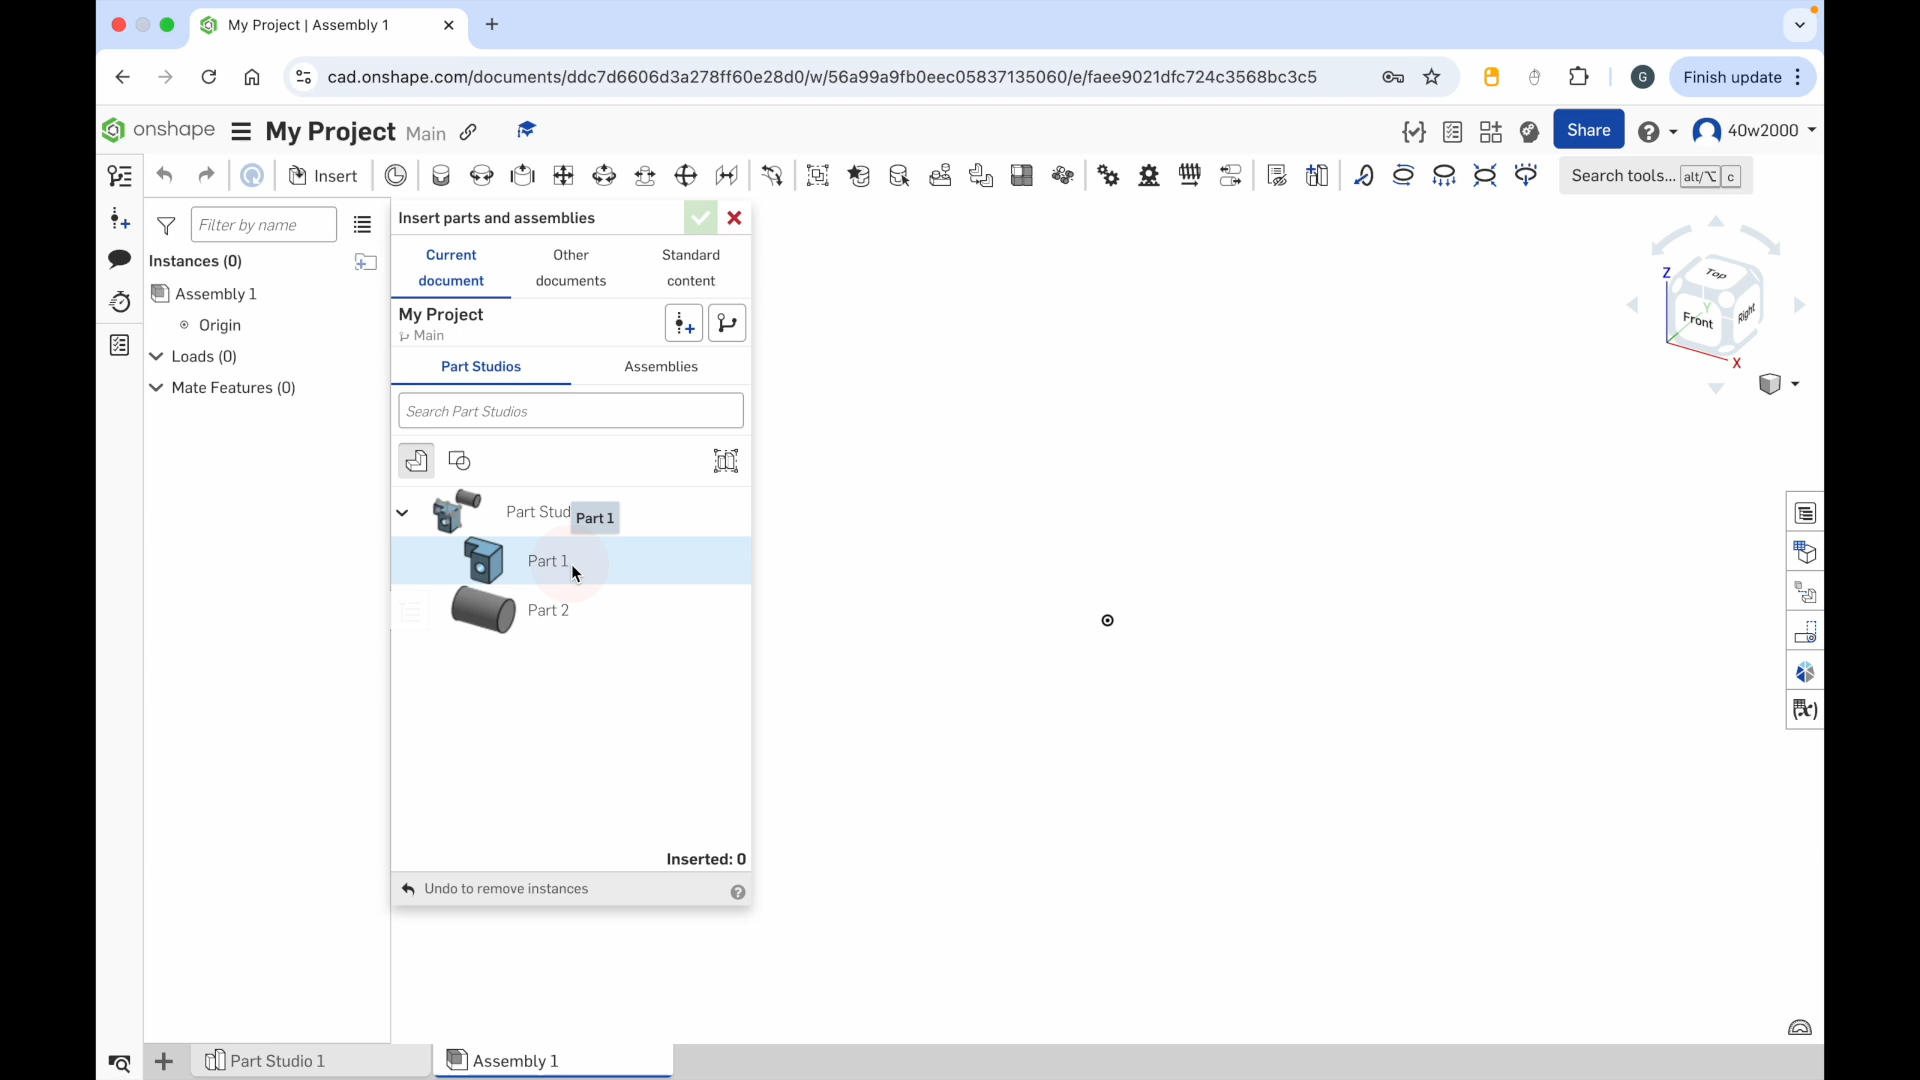 My Project | Assembly 1
cad.onshape.com/documents/ddc7d6606d3a278ff60e28d0/w/56a99a9fb0eec05837135060/e/faee9021dfc724c3568bc3c5
G
Finish update
onshape
My Project Main
Share
40w2000
Insert
Search tools... alt/⌥ c
Filter by name
Instances (0)
Assembly 1
Origin
Loads (0)
Mate Features (0)
Insert parts and assemblies
Current document
Other documents
Standard content
My Project
Main
Part Studios
Assemblies
Search Part Studios
Part Stud
Part 1
Part 1
Part 2
Inserted: 0
Undo to remove instances
Z
Top
Y
Front
Right
X
(x)
Part Studio 1
Assembly 1